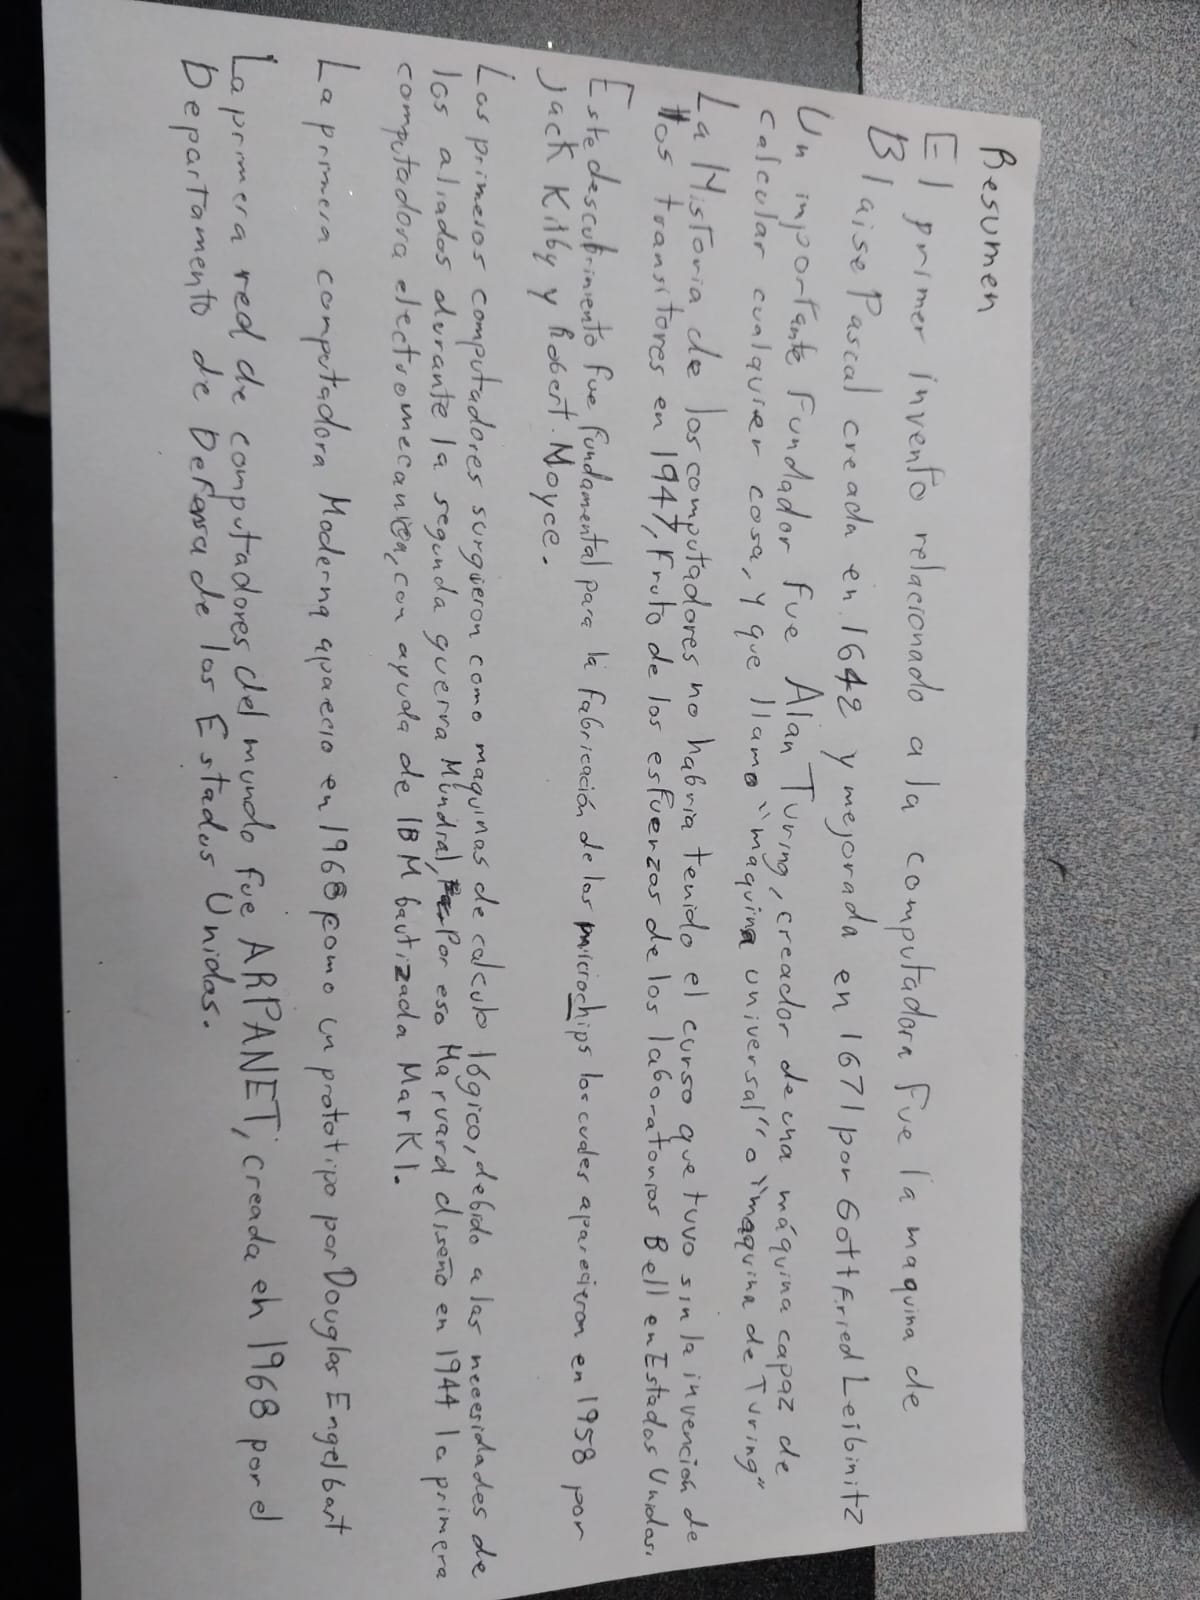 Resumen
El primer invento relacionado a la computadora fue la maquina de
Blaise Pascal creada en 1642 y mejorada en 1671 por Gottfried Leibinitz
Un importante fundador fue Alan Turing, creador de una máquina capaz de
calcular cualquier cosa, y que llamo "maquina universal" o "maquina de Turing"
La Historia de los computadores no habria tenido el curso que tuvo sin la invención de
los transitores en 1947, Fruto de los esfuerzos de los laboratorios Bell en Estados Unidos.
Este descubrimiento fue fundamental para la fabricación de los microchips los cuales aparecieron en 1958 por
Jack Kilby y Robert Noyce.
Los primeros computadores surgieron como maquinas de calculo lógico, debido a las necesidades de
los aliados durante la segunda guerra Mundial, Por eso Harvard diseño en 1944 la primera
computadora electromecanica, con ayuda de IBM bautizada Mark I.
La primera computadora Moderna aparecio en 1968 como un prototipo por Douglas Engelbart
La primera red de computadores del mundo fue ARPANET, creada en 1968 por el
Departamento de Defensa de los Estados Unidos.